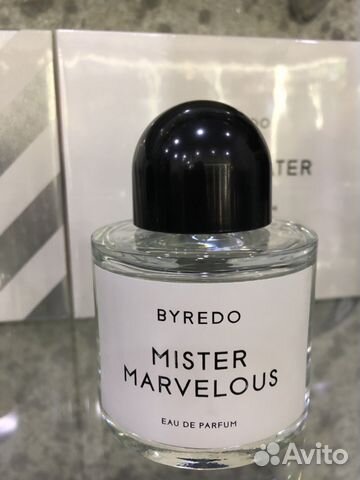 BYREDO
MISTER
MARVELOUS
EAU DE PARFUM
Avito